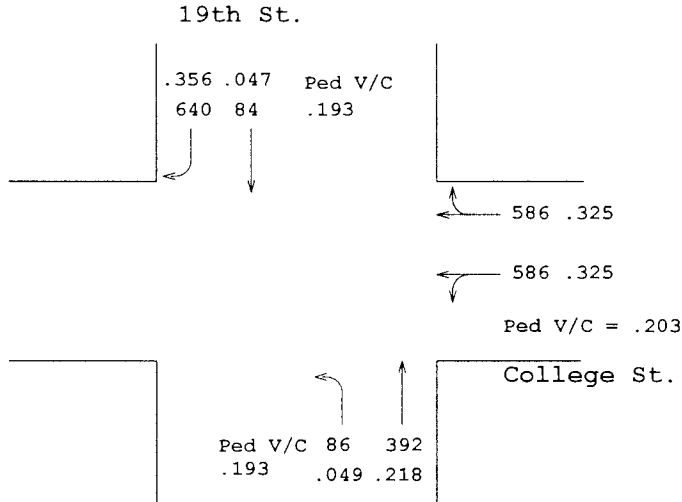 19th St.
.356 .047 Ped V/C
640 84 .193
586 .325
586 .325
Ped V/C = .203
College St.
Ped V/C 86 392
.193 .049 .218